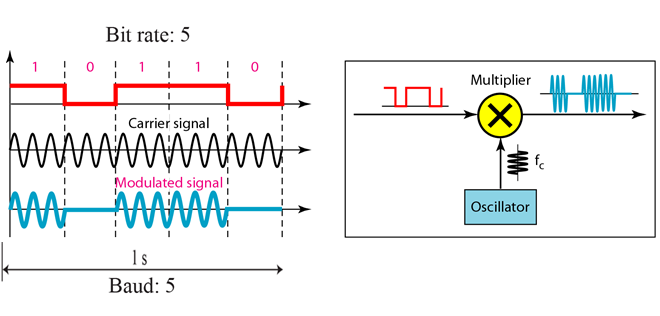 Bit rate: 5
1 0 1 1 0
Carrier signal
Modulated signal
1 s
Baud: 5
Multiplier
fc
Oscillator